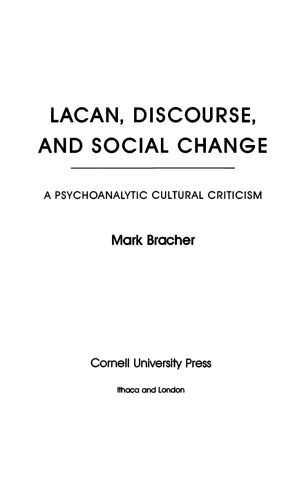 LACAN, DISCOURSE,
AND SOCIAL CHANGE
A PSYCHOANALYTIC CULTURAL CRITICISM
Mark Bracher
Cornell University Press
Ithaca and London